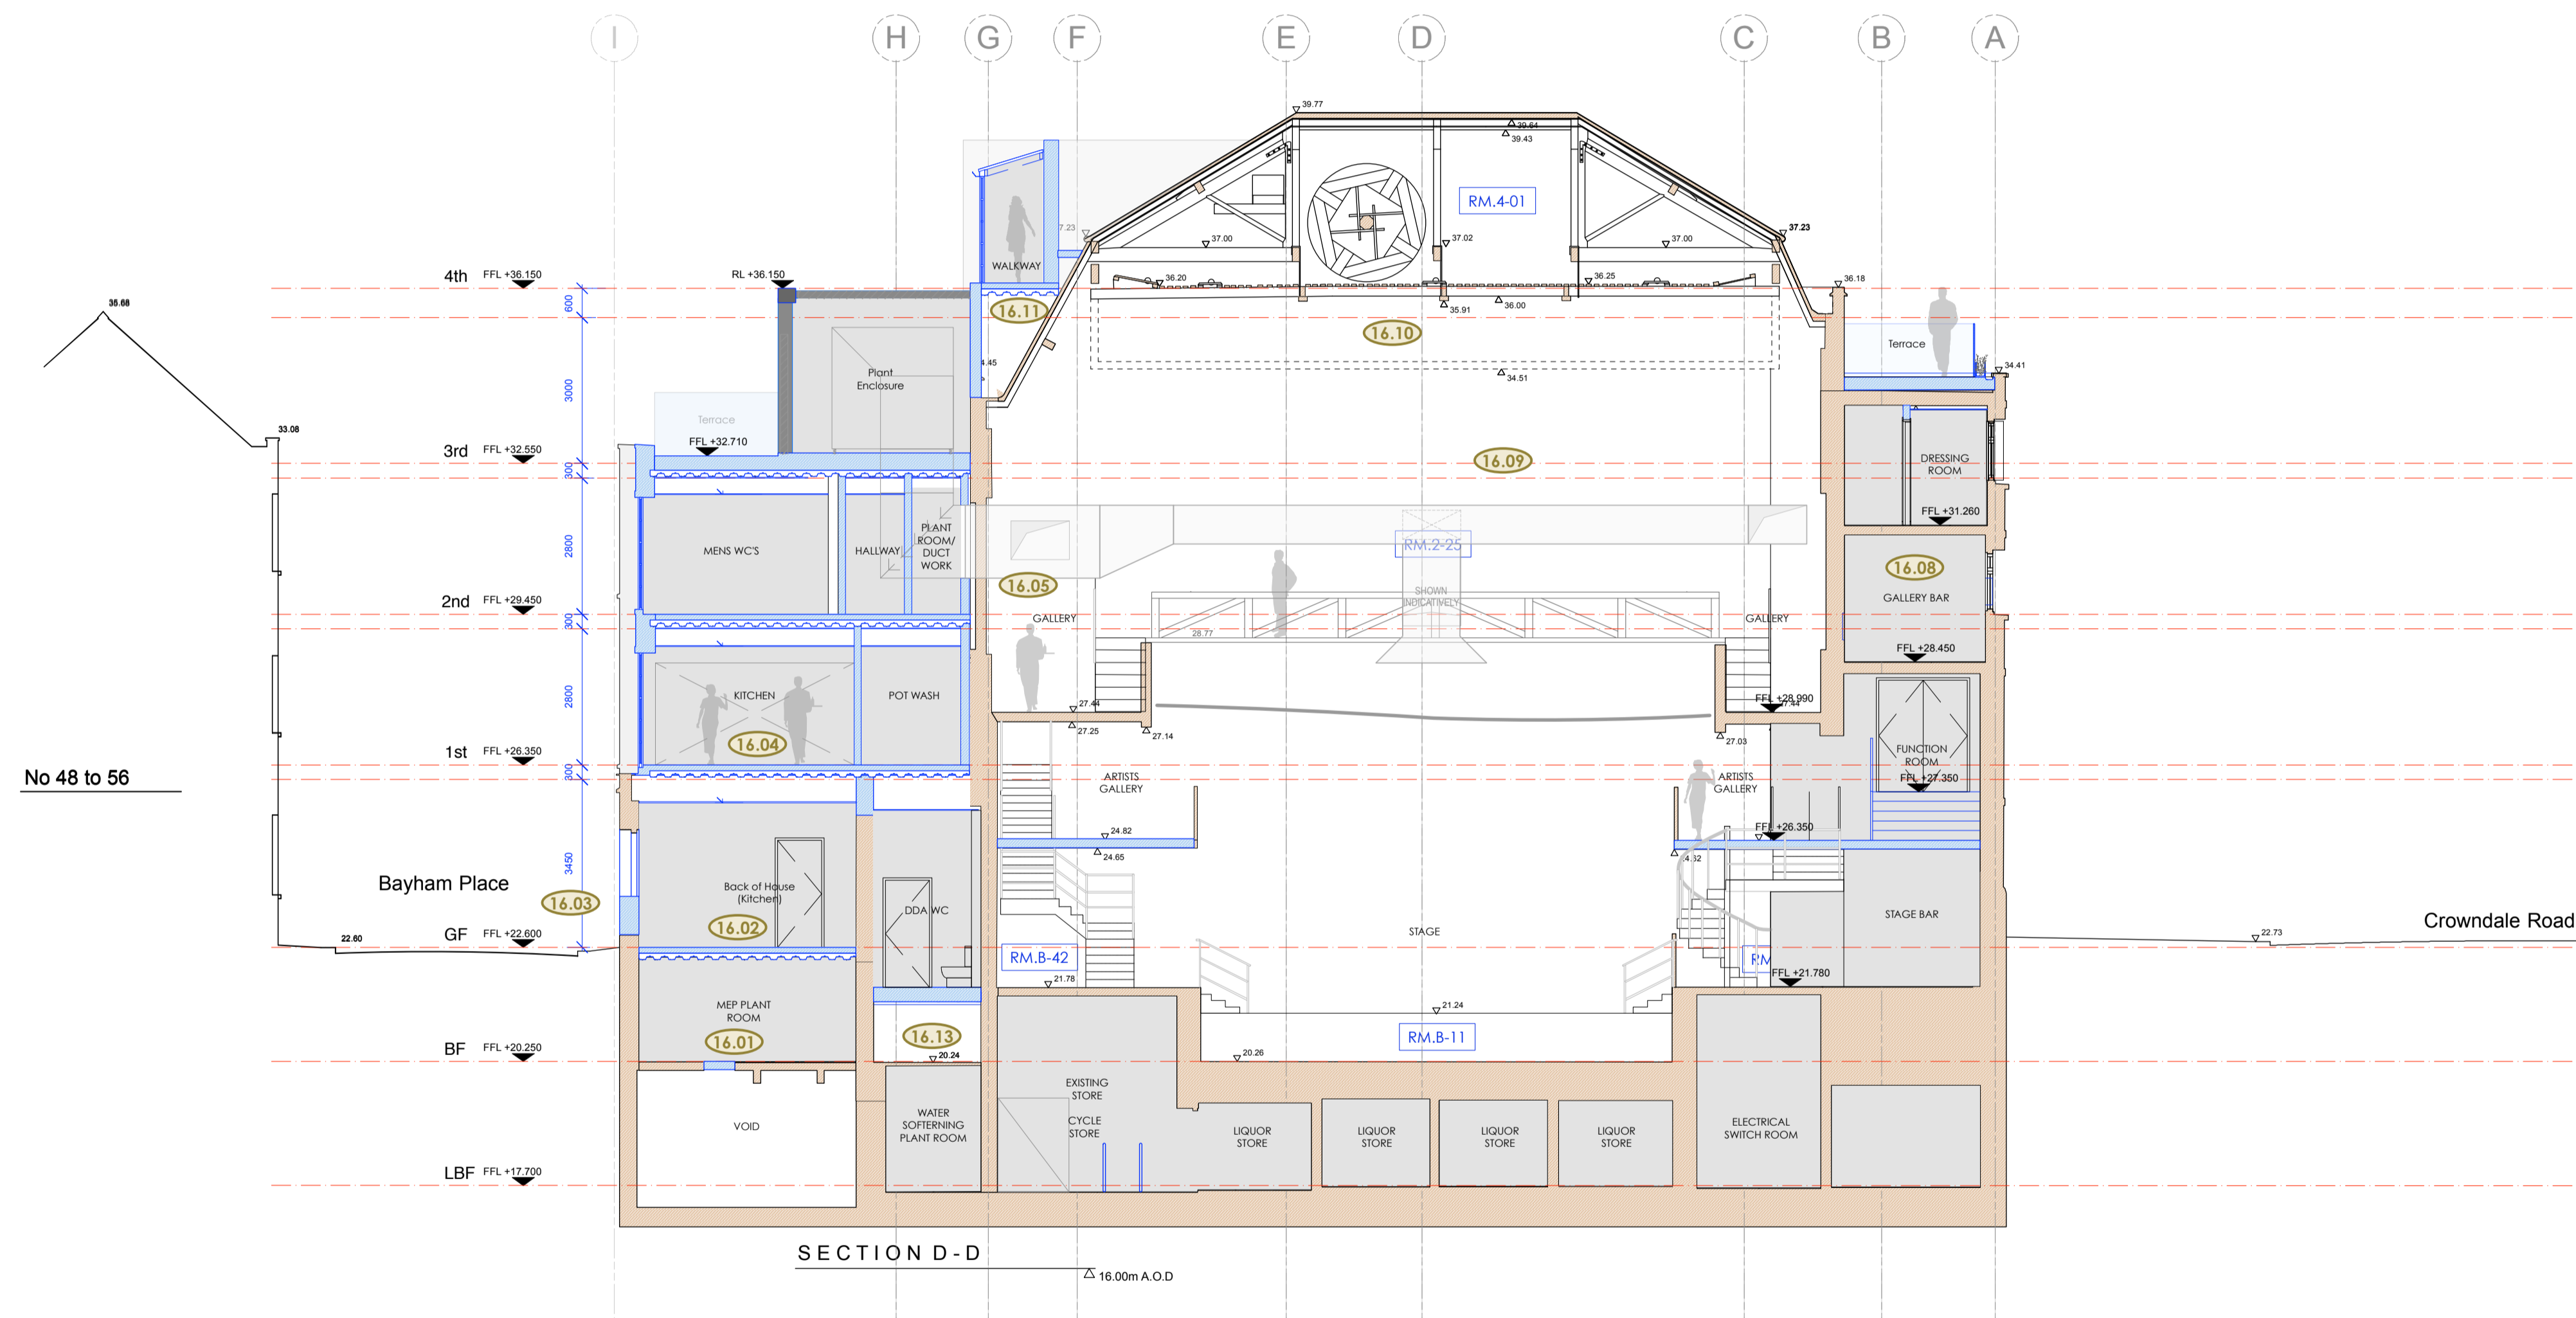 I H G F E D C B A
39.77
39.64
39.43
RM.4-01
7.23
37.00
37.02
37.00
37.23
WALKWAY
4th FFL +36.150
RL +36.150
36.20
36.25
36.18
600
16.11
35.91
36.00
35.68
16.10
Terrace
34.45
34.51
34.41
Plant
Enclosure
3000
Terrace
33.08
FFL +32.710
3rd FFL +32.550
300
16.09
DRESSING
ROOM
FFL +31.260
2800
MENS WC'S
HALLWAY
PLANT
ROOM/
DUCT
WORK
RM.2-25
16.05
16.08
SHOWN
INDICATIVELY
GALLERY BAR
2nd FFL +29.450
300
GALLERY
GALLERY
28.77
FFL +28.450
2800
KITCHEN
POT WASH
FFL +28.990
27.44
27.44
27.25
27.14
27.03
16.04
1st FFL +26.350
300
FUNCTION
ROOM
FFL +27.350
No 48 to 56
ARTISTS
GALLERY
ARTISTS
GALLERY
24.82
FFL +26.350
24.65
3450
Bayham Place
16.03
Back of House
(Kitchen)
16.02
DDA WC
STAGE BAR
STAGE
Crowndale Road
GF FFL +22.600
22.60
22.73
RM.B-42
RM
21.78
FFL +21.780
21.24
MEP PLANT
ROOM
16.01
16.13
RM.B-11
BF FFL +20.250
20.24
20.26
EXISTING
STORE
CYCLE
STORE
WATER
SOFTERNING
PLANT ROOM
VOID
LIQUOR
STORE
LIQUOR
STORE
LIQUOR
STORE
LIQUOR
STORE
ELECTRICAL
SWITCH ROOM
LBF FFL +17.700
SECTION D-D
16.00m A.O.D